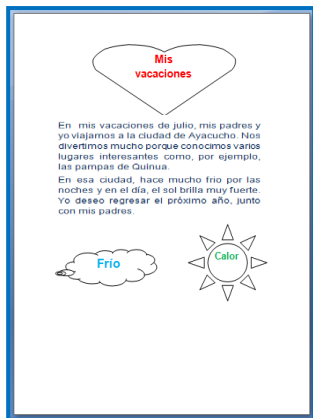 Mis
vacaciones
En mis vacaciones de julio, mis padres y
yo viajamos a la ciudad de Ayacucho. Nos
divertimos mucho porque conocimos varios
lugares interesantes como, por ejemplo,
las pampas de Quinua.
En esa ciudad, hace mucho frio por las
noches y en el día, el sol brilla muy fuerte.
Yo deseo regresar el próximo año, junto
con mis padres.
Frío
Calor